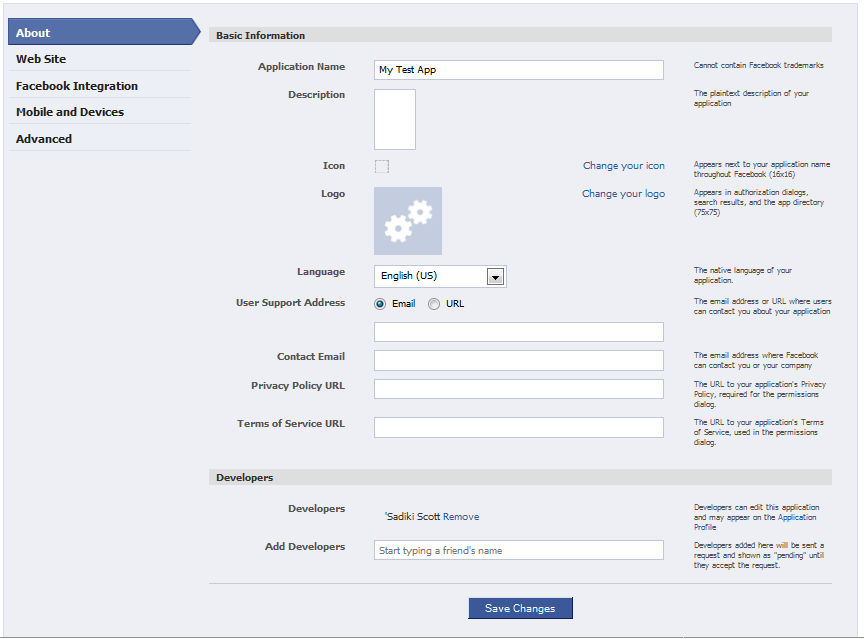 About
Web Site
Facebook Integration
Mobile and Devices
Advanced
Basic Information
Application Name
My Test App
Cannot contain Facebook trademarks
Description
The plaintext description of your
application
Icon
Change your icon
Appears next to your application name
throughout Facebook (16x16)
Logo
Change your logo
Appears in authorization dialogs,
search results, and the app directory
(75x75)
Language
English (US)
The native language of your
application.
User Support Address
Email
URL
The email address or URL where users
can contact you about your application
Contact Email
The email address where Facebook
can contact you or your company
Privacy Policy URL
The URL to your application's Privacy
Policy, required for the permissions
dialog.
Terms of Service URL
The URL to your application's Terms
of Service, used in the permissions
dialog.
Developers
Developers
'Sadiki Scott Remove
Developers can edit this application
and may appear on the Application
Profile
Add Developers
Start typing a friend's name
Developers added here will be sent a
request and shown as "pending" until
they accept the request.
Save Changes